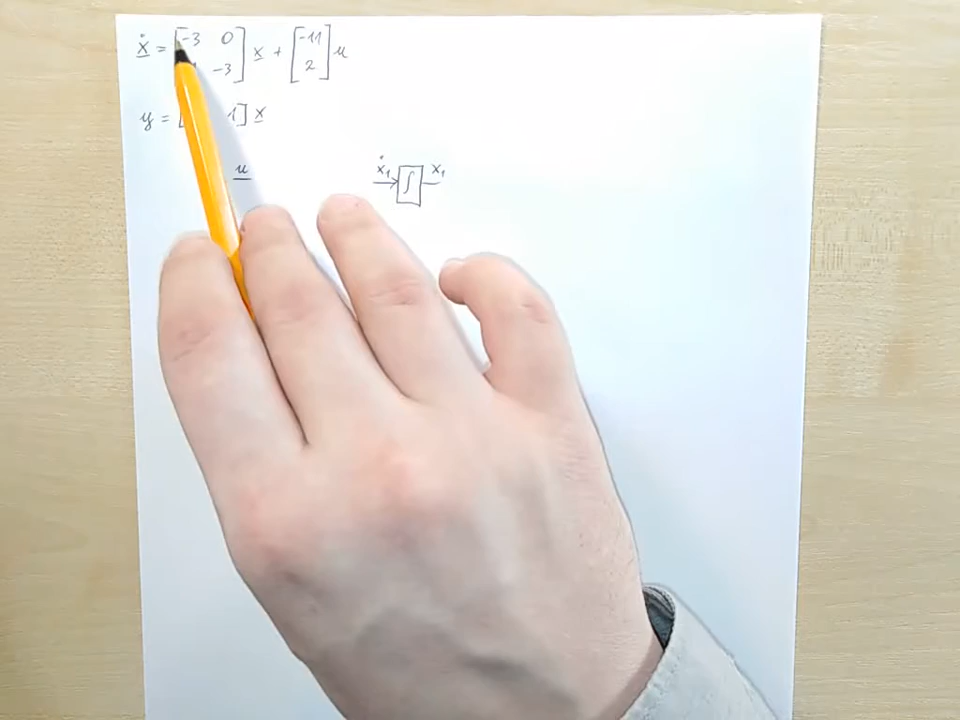 ẋ = [-3 0] x + [-11] u
-3 2
y = 1] x
u ẋ₁ ∫ x₁